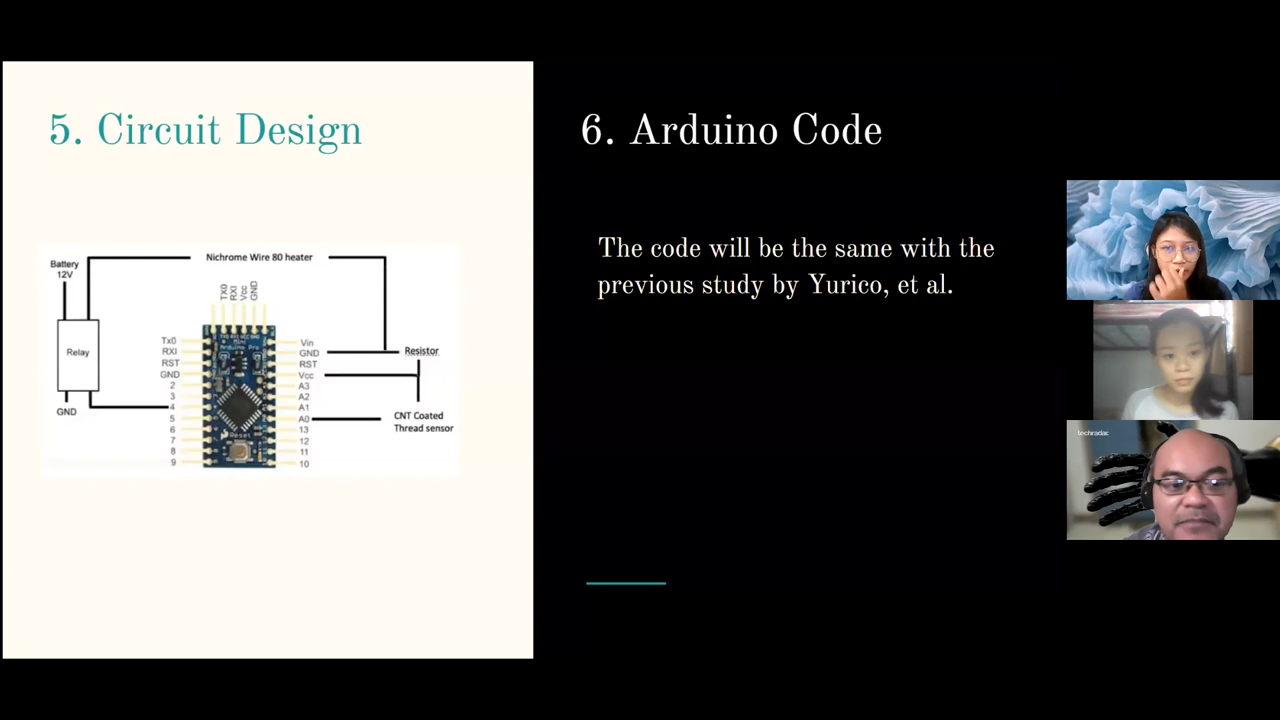 5. Circuit Design
Nichrome Wire 80 heater
Battery
12V
TX0
RXI
Vcc
GND
Relay
GND
Tx0
RXI
RST
GND
2
3
4
5
6
7
8
9
Vin
GND
RST
Vcc
A3
A2
A1
A0
13
12
11
10
Resistor
CNT Coated
Thread sensor
Reset
6. Arduino Code
The code will be the same with the
previous study by Yurico, et al.
techradar